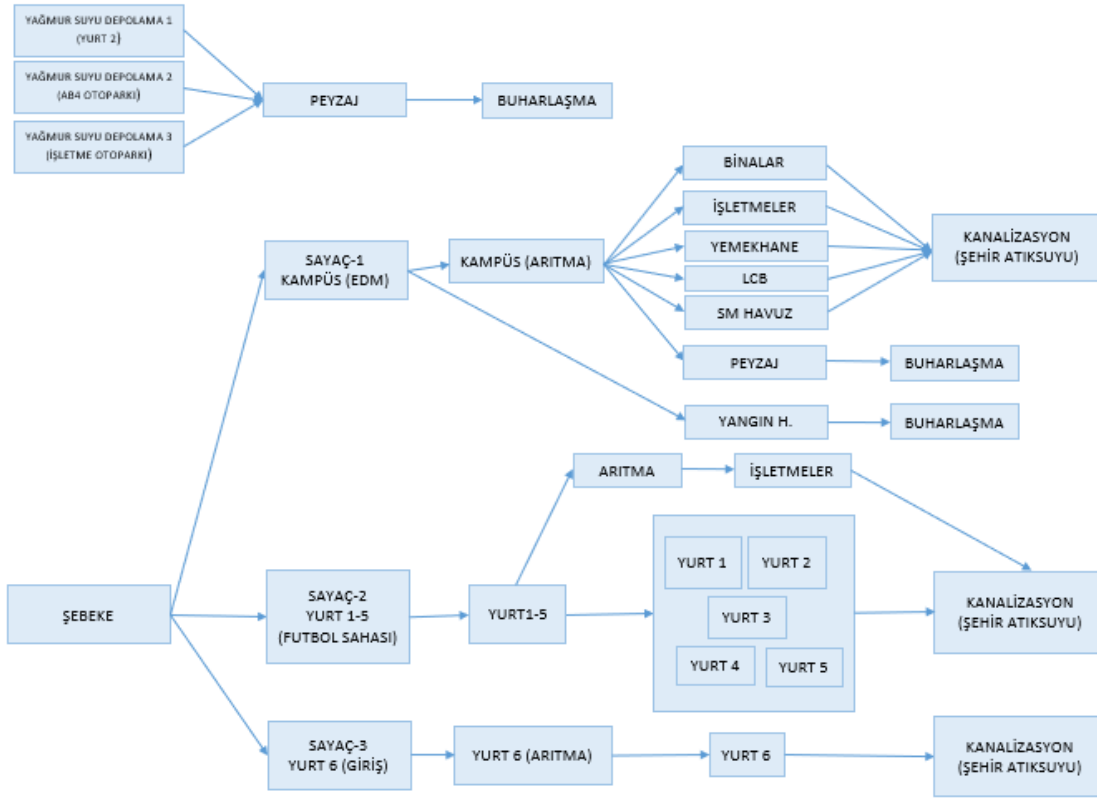 YAĞMUR SUYU DEPOLAMA 1
(YURT 2)
YAĞMUR SUYU DEPOLAMA 2
(AB4 OTOPARKI)
YAĞMUR SUYU DEPOLAMA 3
(İŞLETME OTOPARKI)
PEYZAJ
BUHARLAŞMA
BİNALAR
İŞLETMELER
YEMEKHANE
LCB
SM HAVUZ
PEYZAJ
YANGIN H.
KANALİZASYON
(ŞEHİR ATIKSUYU)
BUHARLAŞMA
BUHARLAŞMA
SAYAÇ-1
KAMPÜS (EDM)
KAMPÜS (ARITMA)
ARITMA
İŞLETMELER
ŞEBEKE
SAYAÇ-2
YURT 1-5
(FUTBOL SAHASI)
YURT1-5
YURT 1
YURT 2
YURT 3
YURT 4
YURT 5
KANALİZASYON
(ŞEHİR ATIKSUYU)
SAYAÇ-3
YURT 6 (GİRİŞ)
YURT 6 (ARITMA)
YURT 6
KANALİZASYON
(ŞEHİR ATIKSUYU)